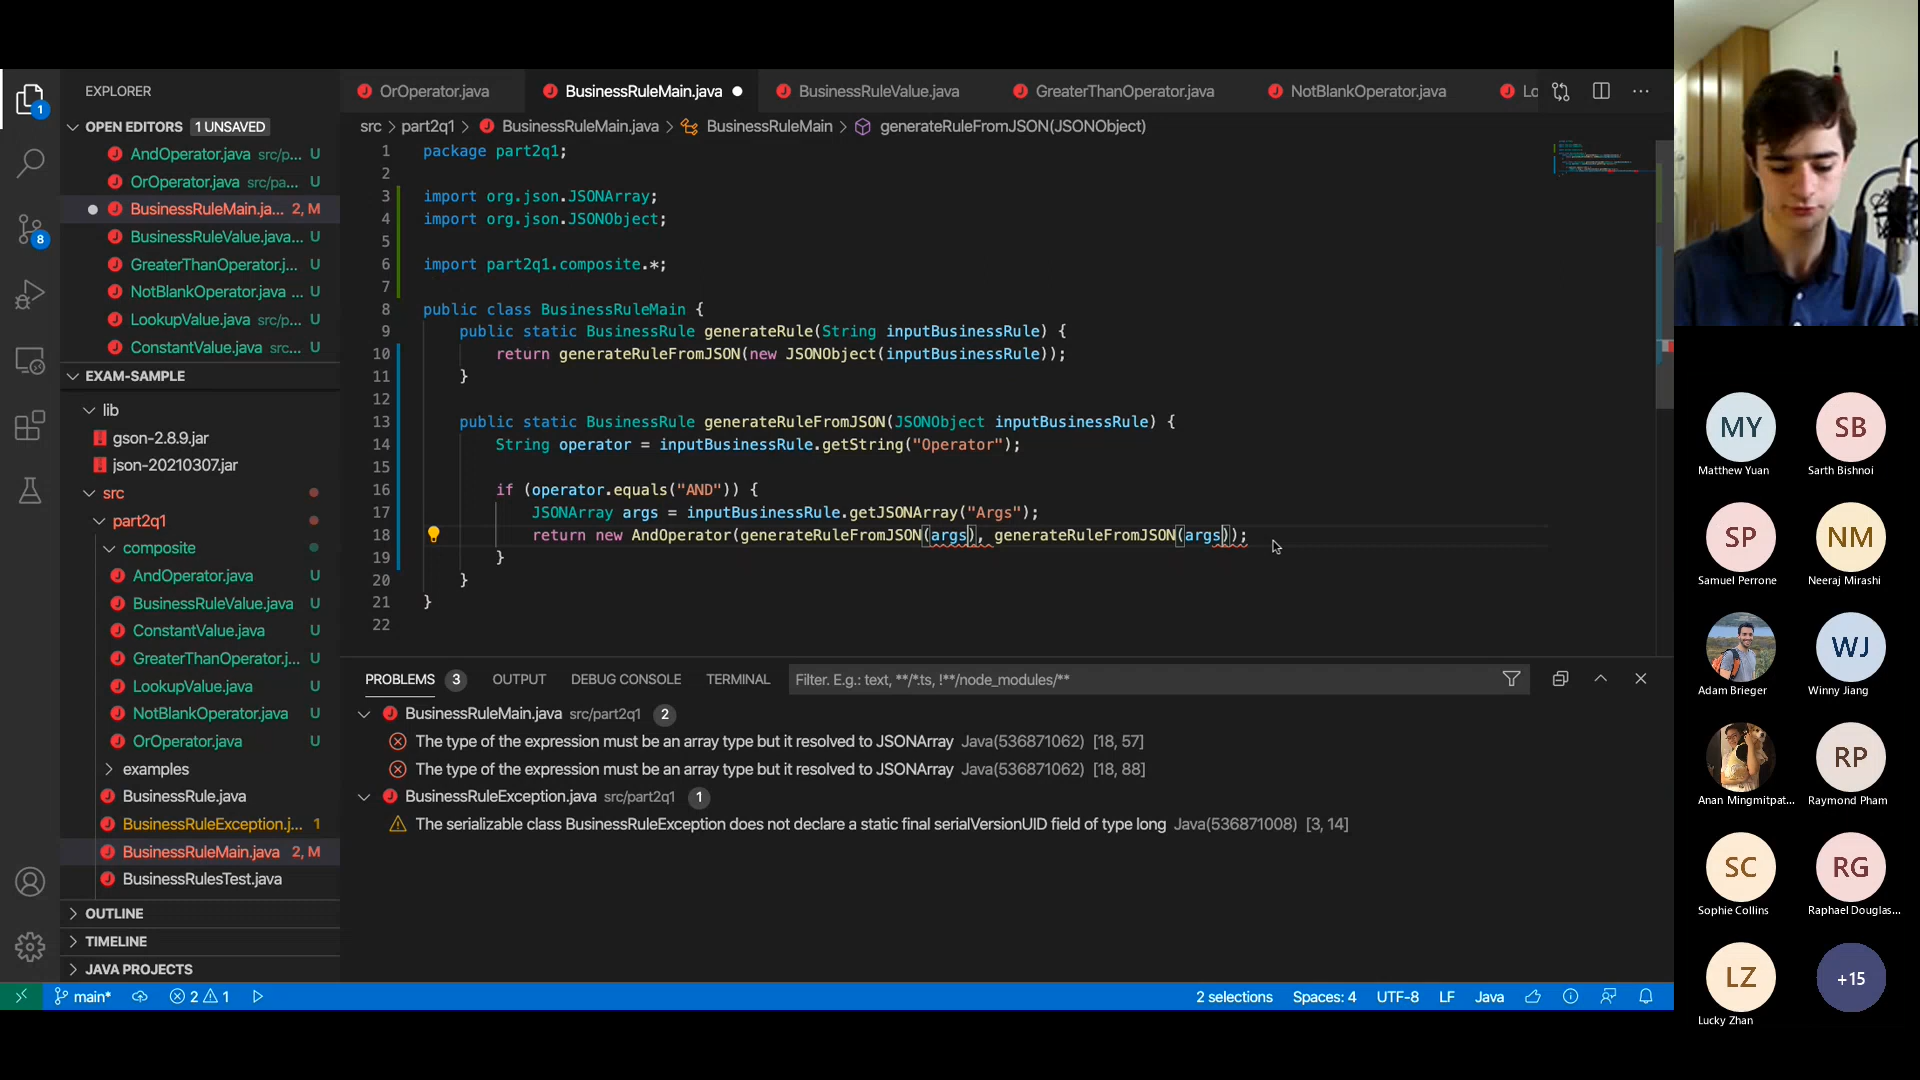 EXPLORER
OPEN EDITORS 1 UNSAVED
AndOperator.java src/p... U
OrOperator.java src/pa... U
BusinessRuleMain.ja... 2, M
BusinessRuleValue.java... U
GreaterThanOperator.j... U
NotBlankOperator.java ... U
LookupValue.java src/p... U
ConstantValue.java src... U
EXAM-SAMPLE
lib
gson-2.8.9.jar
json-20210307.jar
src
part2q1
composite
AndOperator.java U
BusinessRuleValue.java U
ConstantValue.java U
GreaterThanOperator.j... U
LookupValue.java U
NotBlankOperator.java U
OrOperator.java U
examples
BusinessRule.java
BusinessRuleException.j... 1
BusinessRuleMain.java 2, M
BusinessRulesTest.java
OUTLINE
TIMELINE
JAVA PROJECTS
1
8
OrOperator.java BusinessRuleMain.java BusinessRuleValue.java GreaterThanOperator.java NotBlankOperator.java Lo
src > part2q1 > BusinessRuleMain.java > BusinessRuleMain > generateRuleFromJSON(JSONObject)
1 package part2q1;
2
3 import org.json.JSONArray;
4 import org.json.JSONObject;
5
6 import part2q1.composite.*;
7
8 public class BusinessRuleMain {
9 public static BusinessRule generateRule(String inputBusinessRule) {
10 return generateRuleFromJSON(new JSONObject(inputBusinessRule));
11 }
12
13 public static BusinessRule generateRuleFromJSON(JSONObject inputBusinessRule) {
14 String operator = inputBusinessRule.getString("Operator");
15
16 if (operator.equals("AND")) {
17 JSONArray args = inputBusinessRule.getJSONArray("Args");
18 return new AndOperator(generateRuleFromJSON(args), generateRuleFromJSON(args));
19 }
20 }
21 }
22
PROBLEMS 3 OUTPUT DEBUG CONSOLE TERMINAL Filter. E.g.: text, **/*.ts, !**/node_modules/**
BusinessRuleMain.java src/part2q1 2
The type of the expression must be an array type but it resolved to JSONArray Java(536871062) [18, 57]
The type of the expression must be an array type but it resolved to JSONArray Java(536871062) [18, 88]
BusinessRuleException.java src/part2q1 1
The serializable class BusinessRuleException does not declare a static final serialVersionUID field of type long Java(536871008) [3, 14]
main* 2 1 2 selections Spaces: 4 UTF-8 LF Java
MY SB
Matthew Yuan Sarth Bishnoi
SP NM
Samuel Perrone Neeraj Mirashi
WJ
Adam Brieger Winny Jiang
RP
Anan Mingmitpat... Raymond Pham
SC RG
Sophie Collins Raphael Douglas...
LZ +15
Lucky Zhan